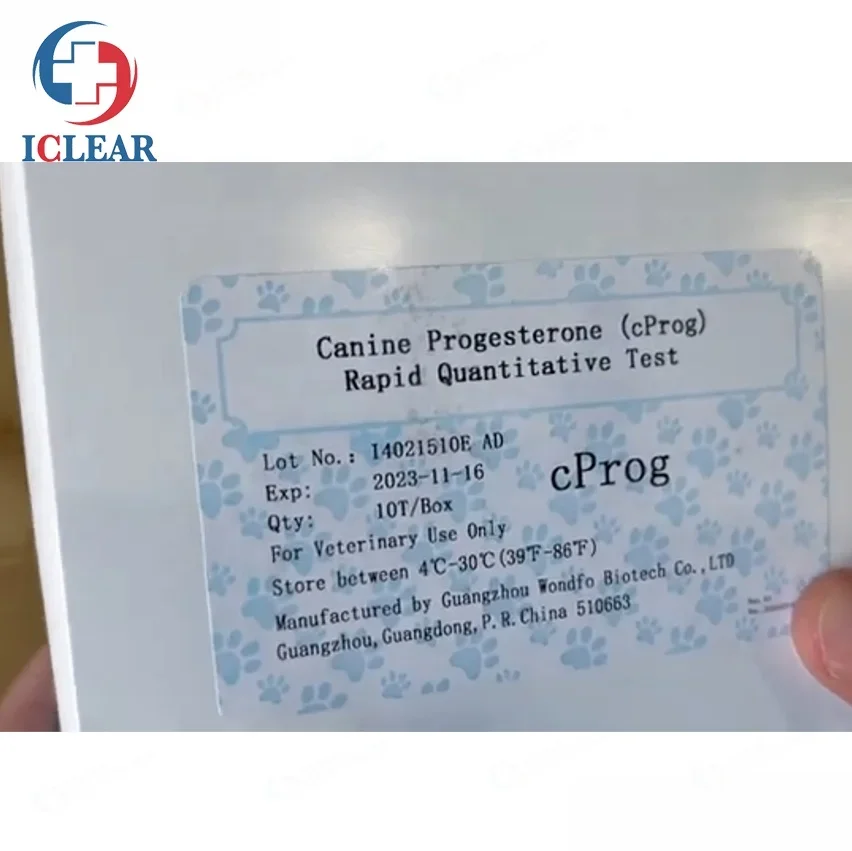 ICLEAR
Canine Progesterone (cProg)
Rapid Quantitative Test
Lot No.: I4021510E AD
Exp: 2023-11-16
cProg
Qty: 10T/Box
For Veterinary Use Only
Store between 4℃-30℃(39℉-86℉)
Manufactured by Guangzhou Wondfo Biotech Co.,LTD
Guangzhou,Guangdong,P.R.China 510663